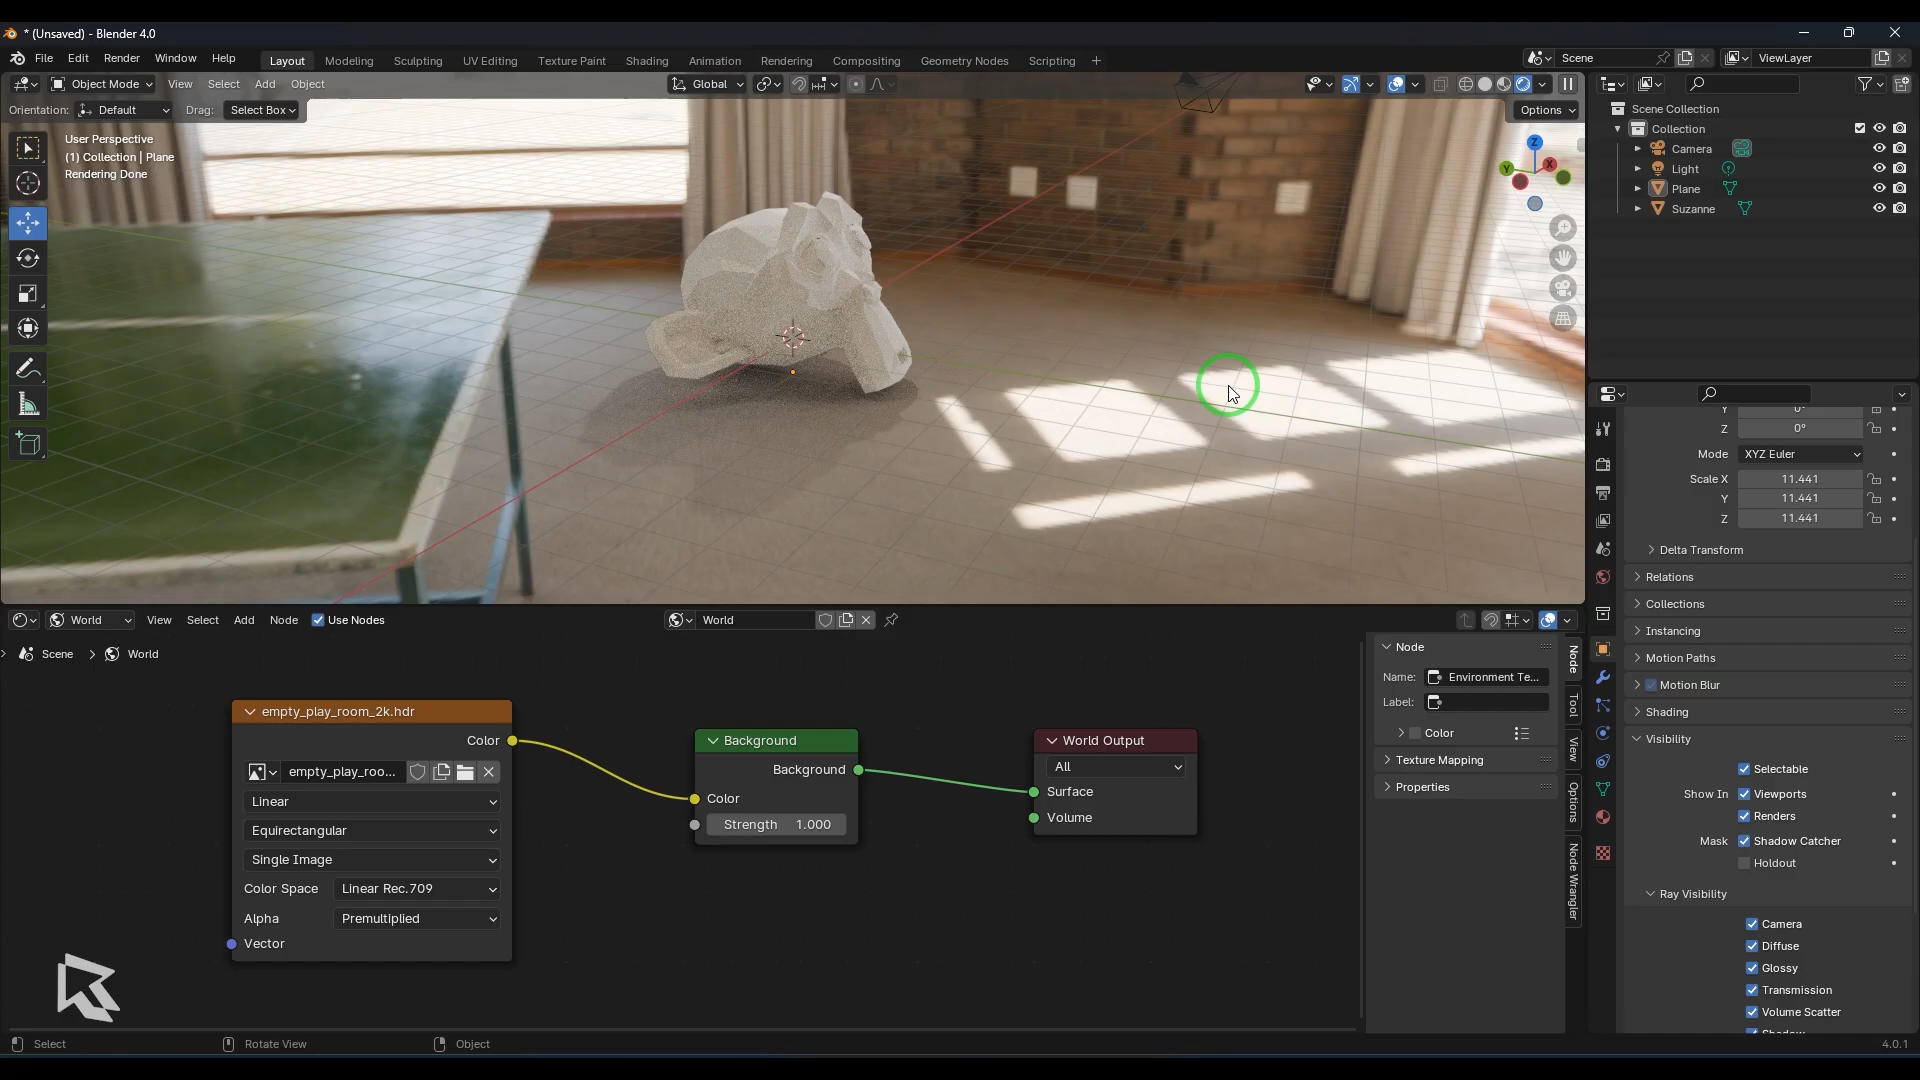 * (Unsaved) - Blender 4.0
File Edit Render Window Help
Layout Modeling Sculpting UV Editing Texture Paint Shading Animation Rendering Compositing Geometry Nodes Scripting +
Scene
ViewLayer
Object Mode View Select Add Object
Global
Orientation: Default Drag: Select Box
Options
User Perspective
(1) Collection | Plane
Rendering Done
Z
Y
X
Scene Collection
Collection
Camera
Light
Plane
Suzanne
Y 0°
Z 0°
Mode XYZ Euler
Scale X 11.441
Y 11.441
Z 11.441
Delta Transform
Relations
Collections
Instancing
Motion Paths
Motion Blur
Shading
Visibility
Selectable
Show In Viewports
Renders
Mask Shadow Catcher
Holdout
Ray Visibility
Camera
Diffuse
Glossy
Transmission
Volume Scatter
Shadow
World View Select Add Node Use Nodes
World
Scene > World
empty_play_room_2k.hdr
Color
empty_play_roo...
Linear
Equirectangular
Single Image
Color Space Linear Rec.709
Alpha Premultiplied
Vector
Background
Background
Color
Strength 1.000
World Output
All
Surface
Volume
Node
Name: Environment Te...
Label:
Color
Texture Mapping
Properties
Node
Tool
View
Options
Node Wrangler
Select
Rotate View
Object
4.0.1